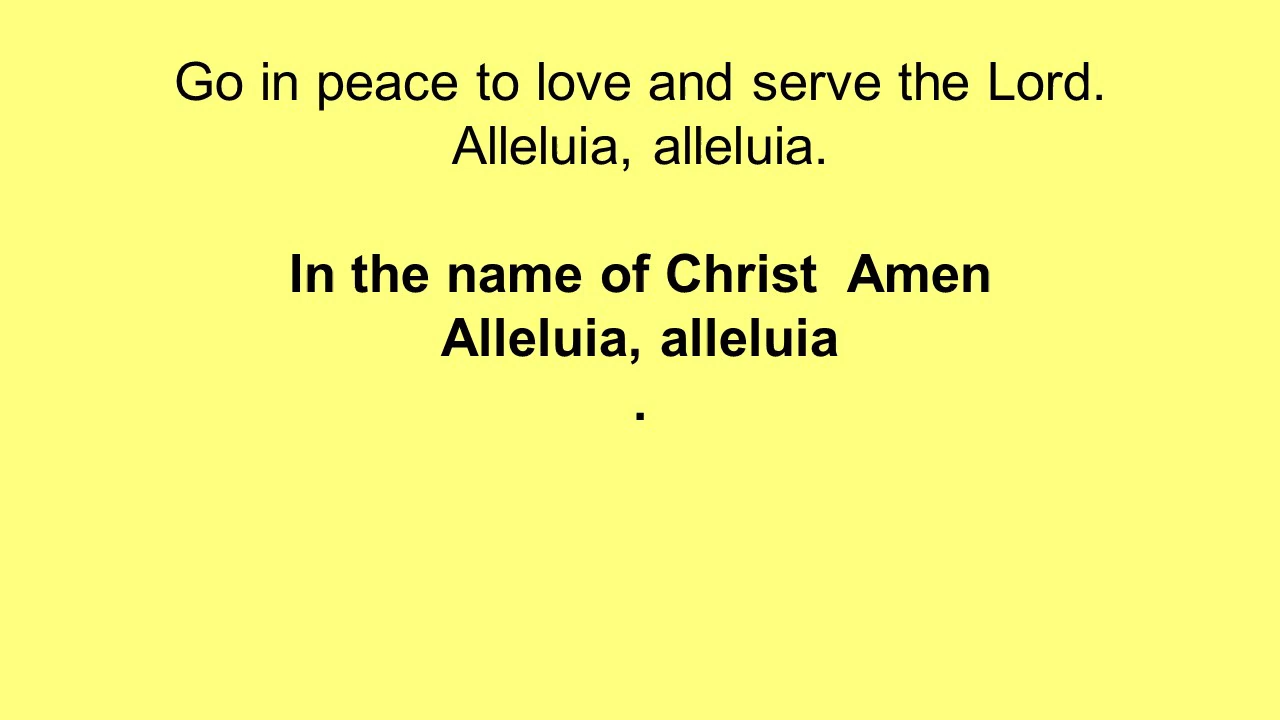 Go in peace to love and serve the Lord.
Alleluia, alleluia.
In the name of Christ  Amen
Alleluia, alleluia
.